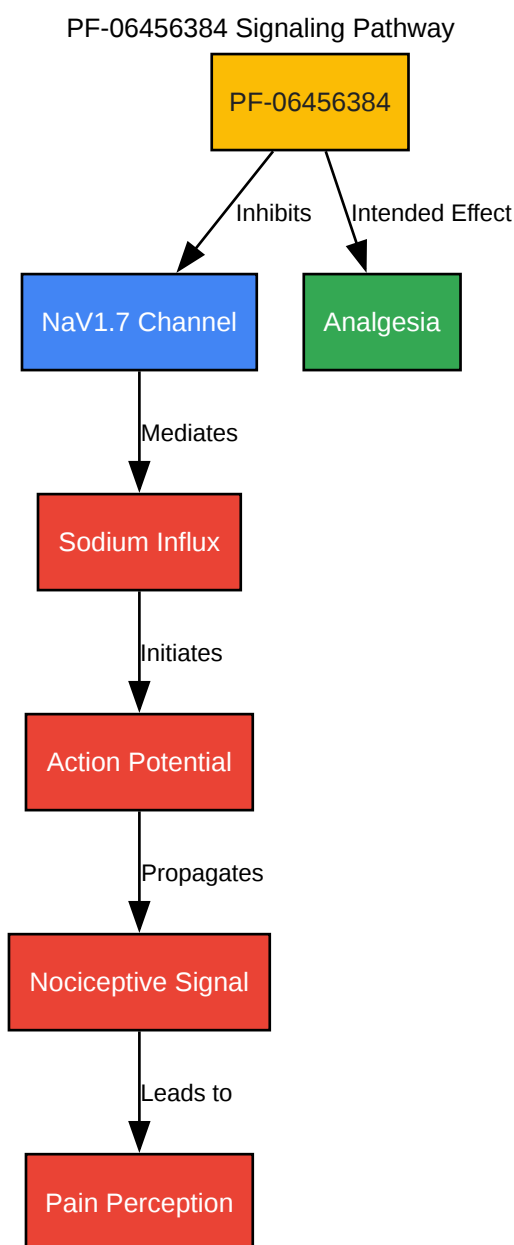 PF-06456384 Signaling Pathway
PF-06456384
Inhibits
Intended Effect
NaV1.7 Channel
Analgesia
Mediates
Sodium Influx
Initiates
Action Potential
Propagates
Nociceptive Signal
Leads to
Pain Perception